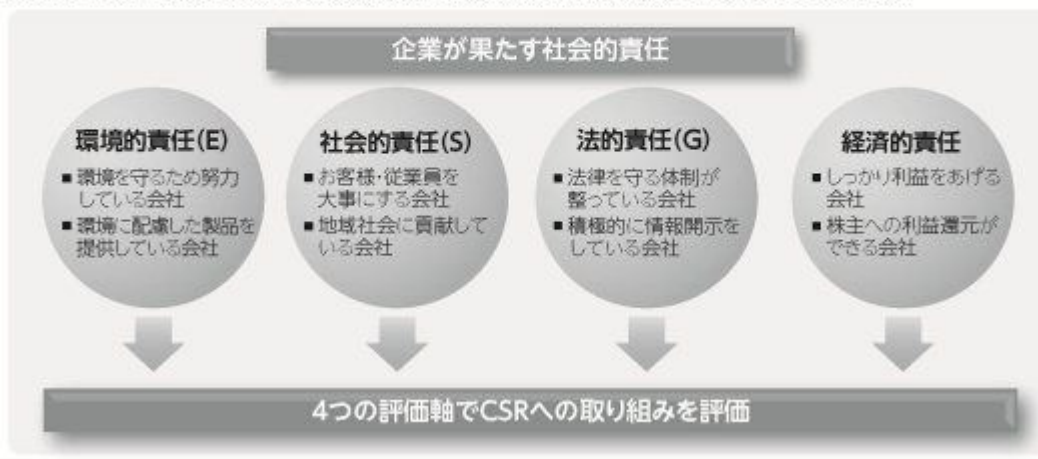 企業が果たす社会的責任
環境的責任(E)
■環境を守るため努力
している会社
■環境に配慮した製品を
提供している会社
社会的責任(S)
■お客様・従業員を
大事にする会社
■地域社会に貢献して
いる会社
法的責任(G)
■法律を守る体制が
整っている会社
■積極的に情報開示を
している会社
経済的責任
■しっかり利益をあげる
会社
■株主への利益還元が
できる会社
4つの評価軸でCSRへの取り組みを評価